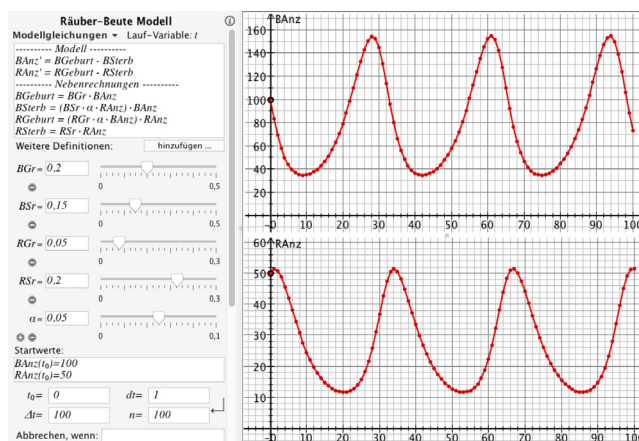 Räuber-Beute Modell
Modellgleichungen Lauf-Variable: t
---------- Modell ----------
BAnz' = BGeburt - BSterb
RAnz' = RGeburt - RSterb
---------- Nebenrechnungen ----------
BGeburt = BGr · BAnz
BSterb = (BSr · α · RAnz) · BAnz
RGeburt = (RGr · α · BAnz) · RAnz
RSterb = RSr · RAnz
Weitere Definitionen: hinzufügen ...
BGr= 0,2
0 0,5
BSr= 0,15
0 0,5
RGr= 0,05
0 0,3
RSr= 0,2
0 0,3
α= 0,05
0 0,1
Startwerte:
BAnz(t₀)=100
RAnz(t₀)=50
t₀= 0 dt= 1
Δt= 100 n= 100
Abbrechen, wenn:
BAnz
160
140
120
100
80
60
40
20
0 20 40 60 80 100
RAnz
60
50
40
30
20
10
0 10 20 30 40 50 60 70 80 90 100